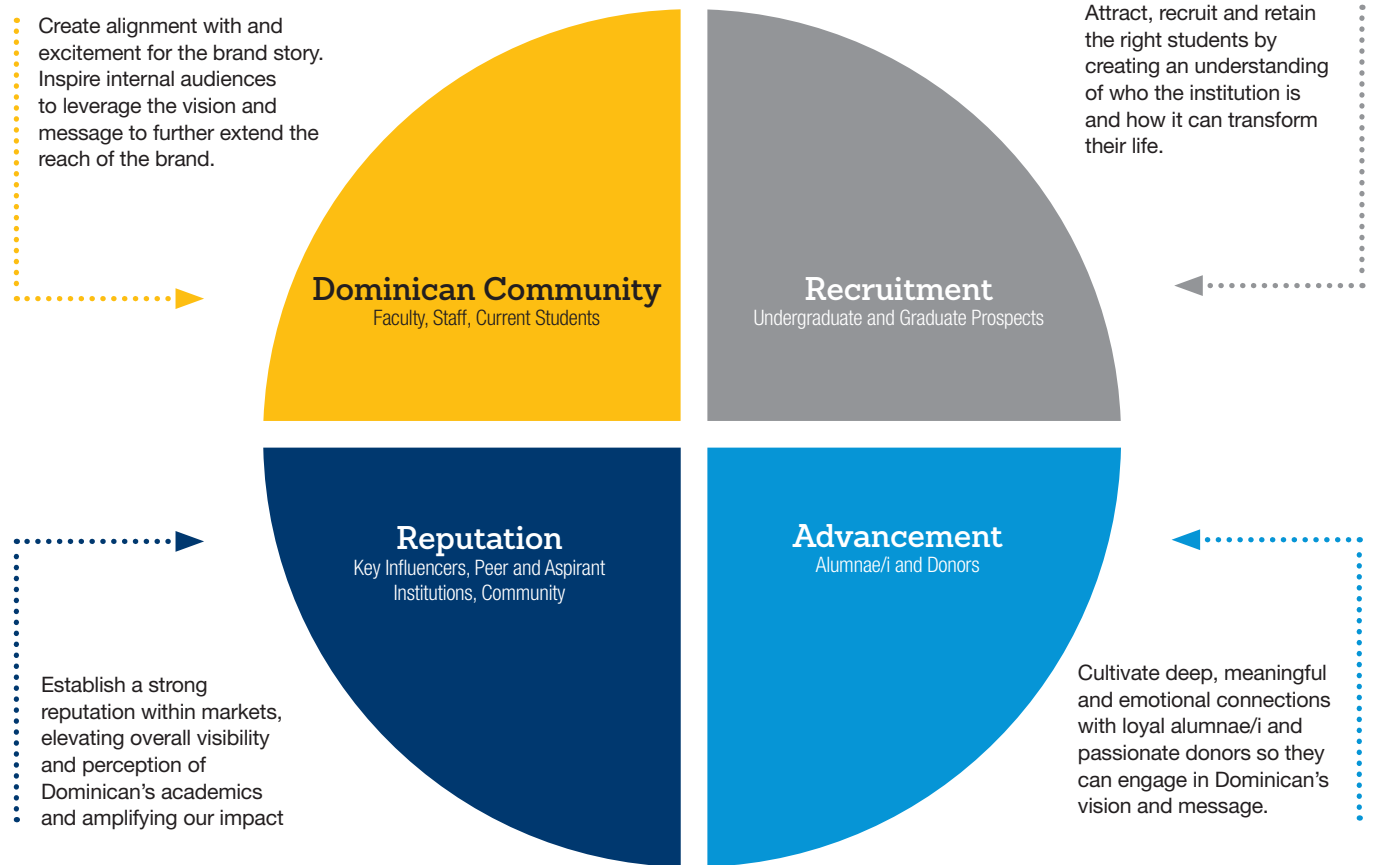 Create alignment with and
excitement for the brand story.
Inspire internal audiences
to leverage the vision and
message to further extend the
reach of the brand.
Attract, recruit and retain
the right students by
creating an understanding
of who the institution is
and how it can transform
their life.
Dominican Community
Faculty, Staff, Current Students
Recruitment
Undergraduate and Graduate Prospects
Reputation
Key Influencers, Peer and Aspirant
Institutions, Community
Advancement
Alumnae/i and Donors
Establish a strong
reputation within markets,
elevating overall visibility
and perception of
Dominican’s academics
and amplifying our impact
Cultivate deep, meaningful
and emotional connections
with loyal alumnae/i and
passionate donors so they
can engage in Dominican’s
vision and message.